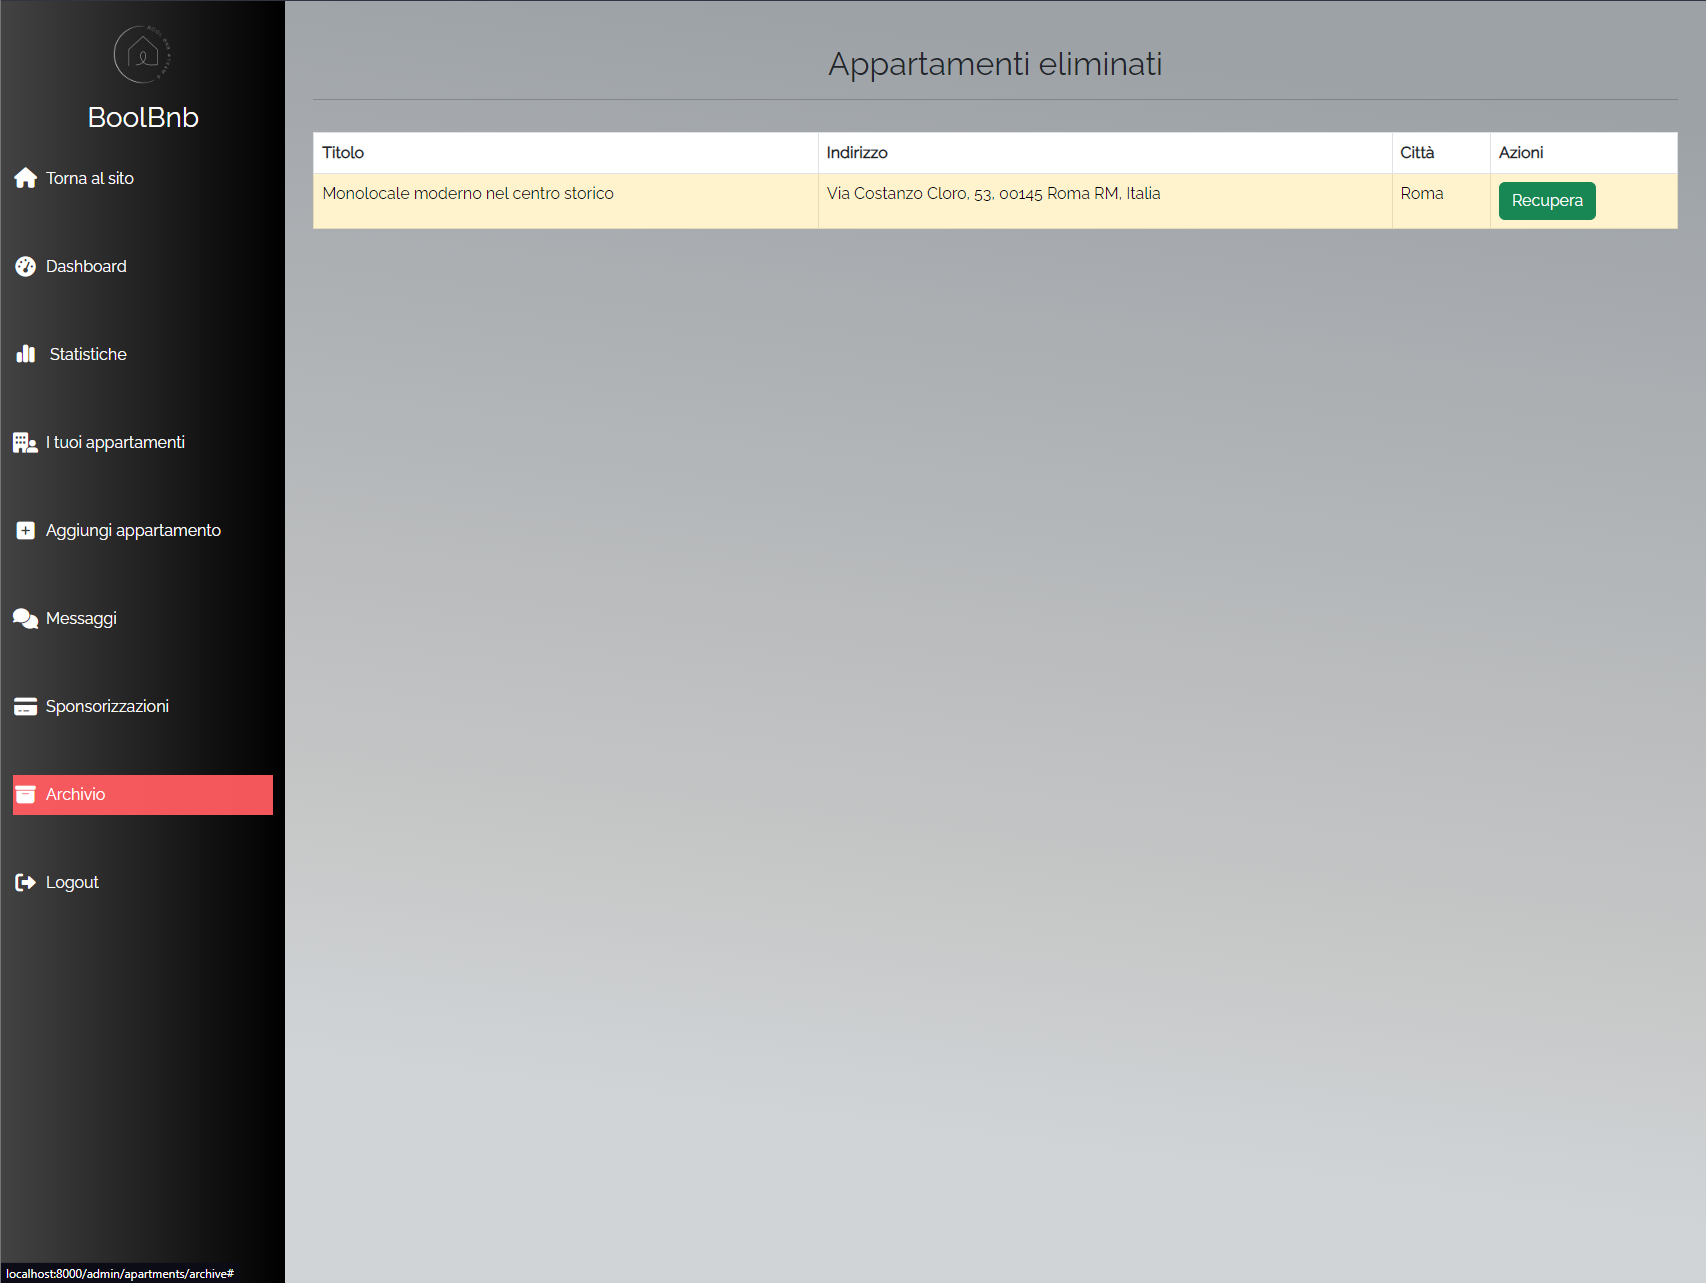 BoolBnb
Torna al sito
Dashboard
Statistiche
I tuoi appartamenti
Aggiungi appartamento
Messaggi
Sponsorizzazioni
Archivio
Logout
Appartamenti eliminati
Titolo Indirizzo Città Azioni
Monolocale moderno nel centro storico Via Costanzo Cloro, 53, 00145 Roma RM, Italia Roma Recupera
localhost:8000/admin/apartments/archive#